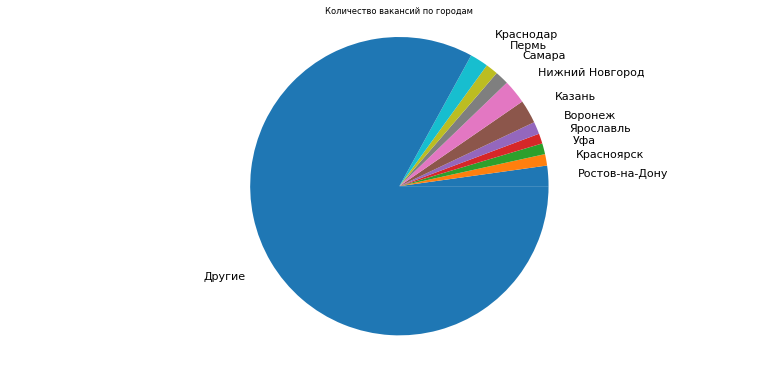 Количество вакансий по городам
Краснодар
Пермь
Самара
Нижний Новгород
Казань
Воронеж
Ярославль
Уфа
Красноярск
Ростов-на-Дону
Другие